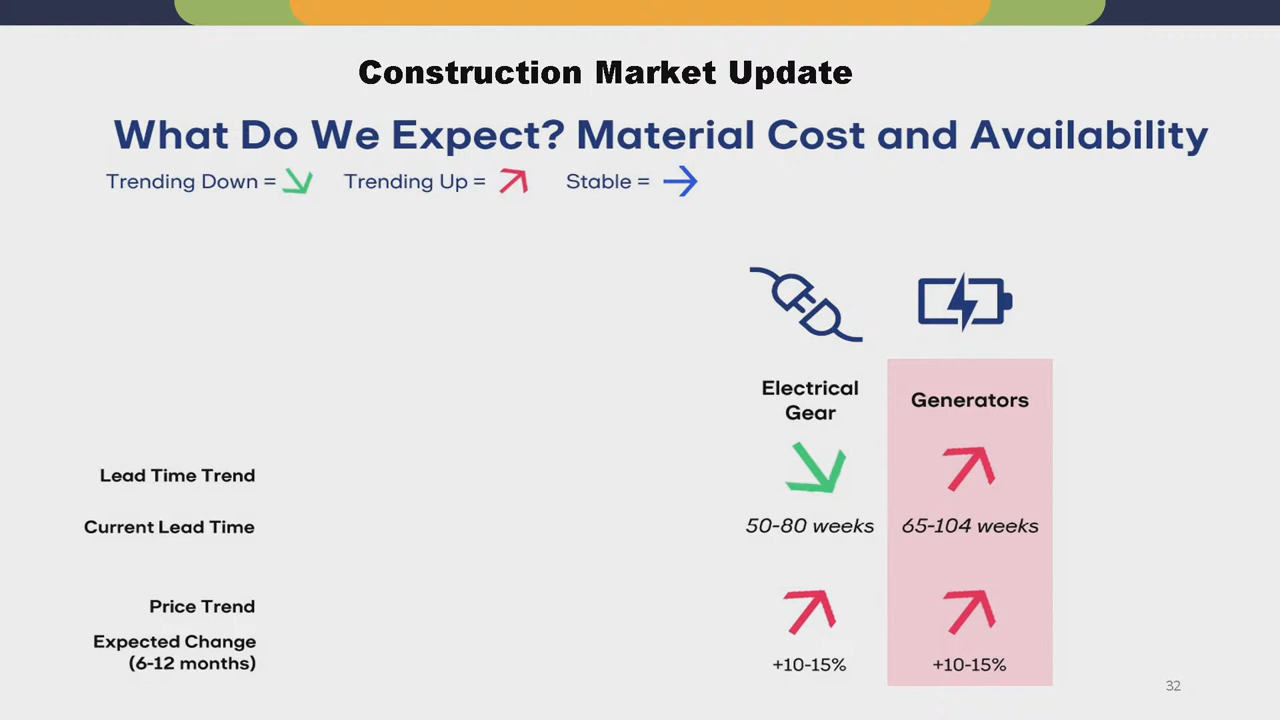 Construction Market Update
What Do We Expect? Material Cost and Availability
Trending Down = Trending Up = Stable =
Electrical
Gear
Generators
Lead Time Trend
Current Lead Time 50-80 weeks 65-104 weeks
Price Trend
Expected Change
(6-12 months) +10-15% +10-15%
32